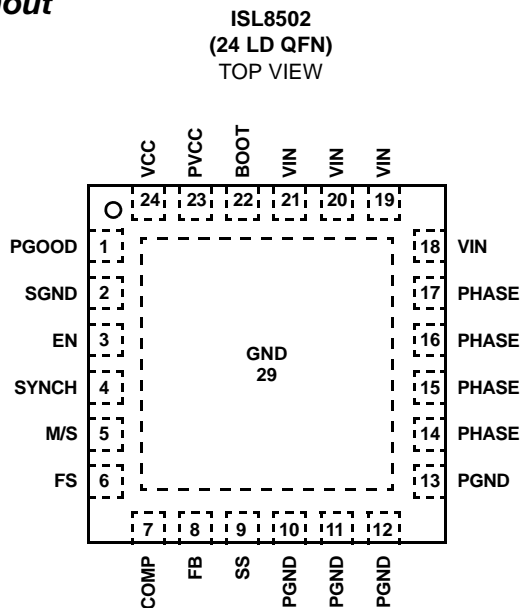 out
ISL8502
(24 LD QFN)
TOP VIEW
VCC PVCC BOOT VIN VIN VIN
24 23 22 21 20 19
PGOOD 1 18 VIN
SGND 2 17 PHASE
EN 3 16 PHASE
SYNCH 4 15 PHASE
M/S 5 14 PHASE
FS 6 13 PGND
GND
29
7 8 9 10 11 12
COMP FB SS PGND PGND PGND